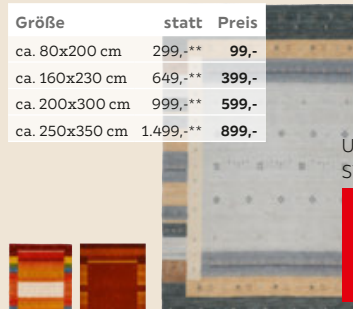 Größe statt Preis
ca. 80x200 cm 299,-** 99,-
ca. 160x230 cm 649,-** 399,-
ca. 200x300 cm 999,-** 599,-
ca. 250x350 cm 1.499,-** 899,-
U
S